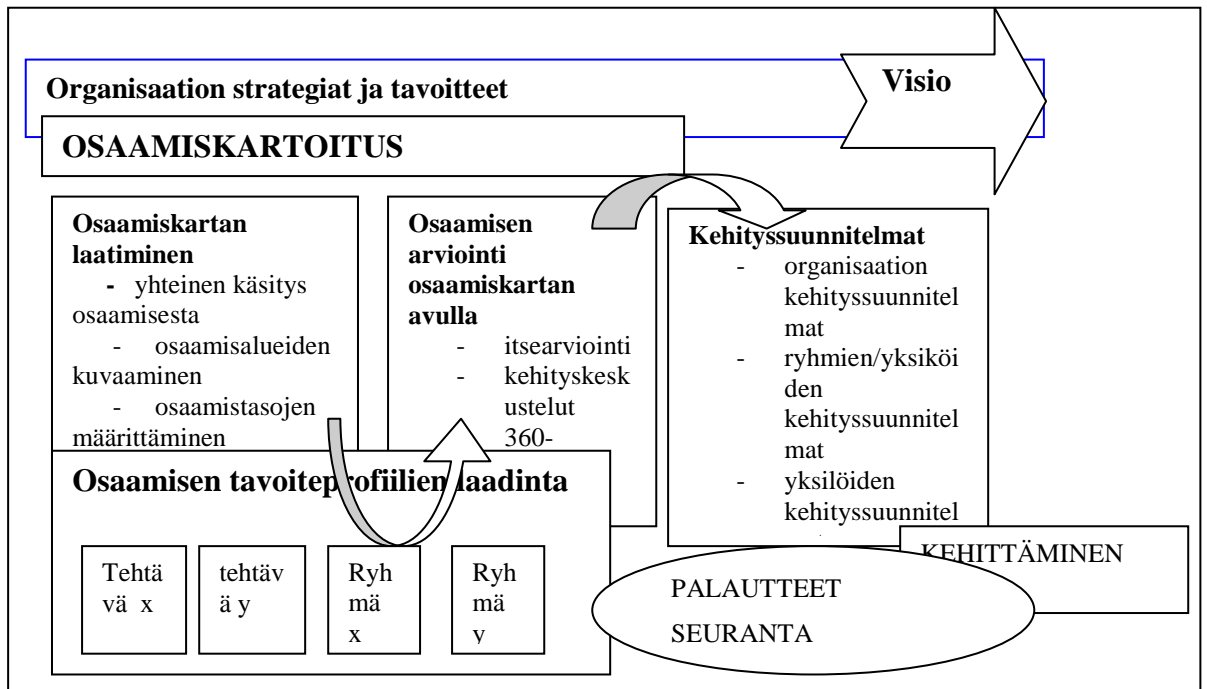 Organisaation strategiat ja tavoitteet
Visio
OSAAMISKARTOITUS
Osaamiskartan
laatiminen
- yhteinen käsitys
osaamisesta
- osaamisalueiden
kuvaaminen
- osaamistasojen
määrittäminen
Osaamisen
arviointi
osaamiskartan
avulla
- itsearviointi
- kehityskesk
ustelut
360-
Kehityssuunnitelmat
- organisaation
kehityssuunnitel
mat
- ryhmien/yksiköi
den
kehityssuunnitel
mat
- yksilöiden
kehityssuunnitel
Osaamisen tavoiteprofiilien laadinta
Tehtä
vä x
tehtäv
ä y
Ryh
mä
x
Ryh
mä
y
KEHITTÄMINEN
PALAUTTEET
SEURANTA